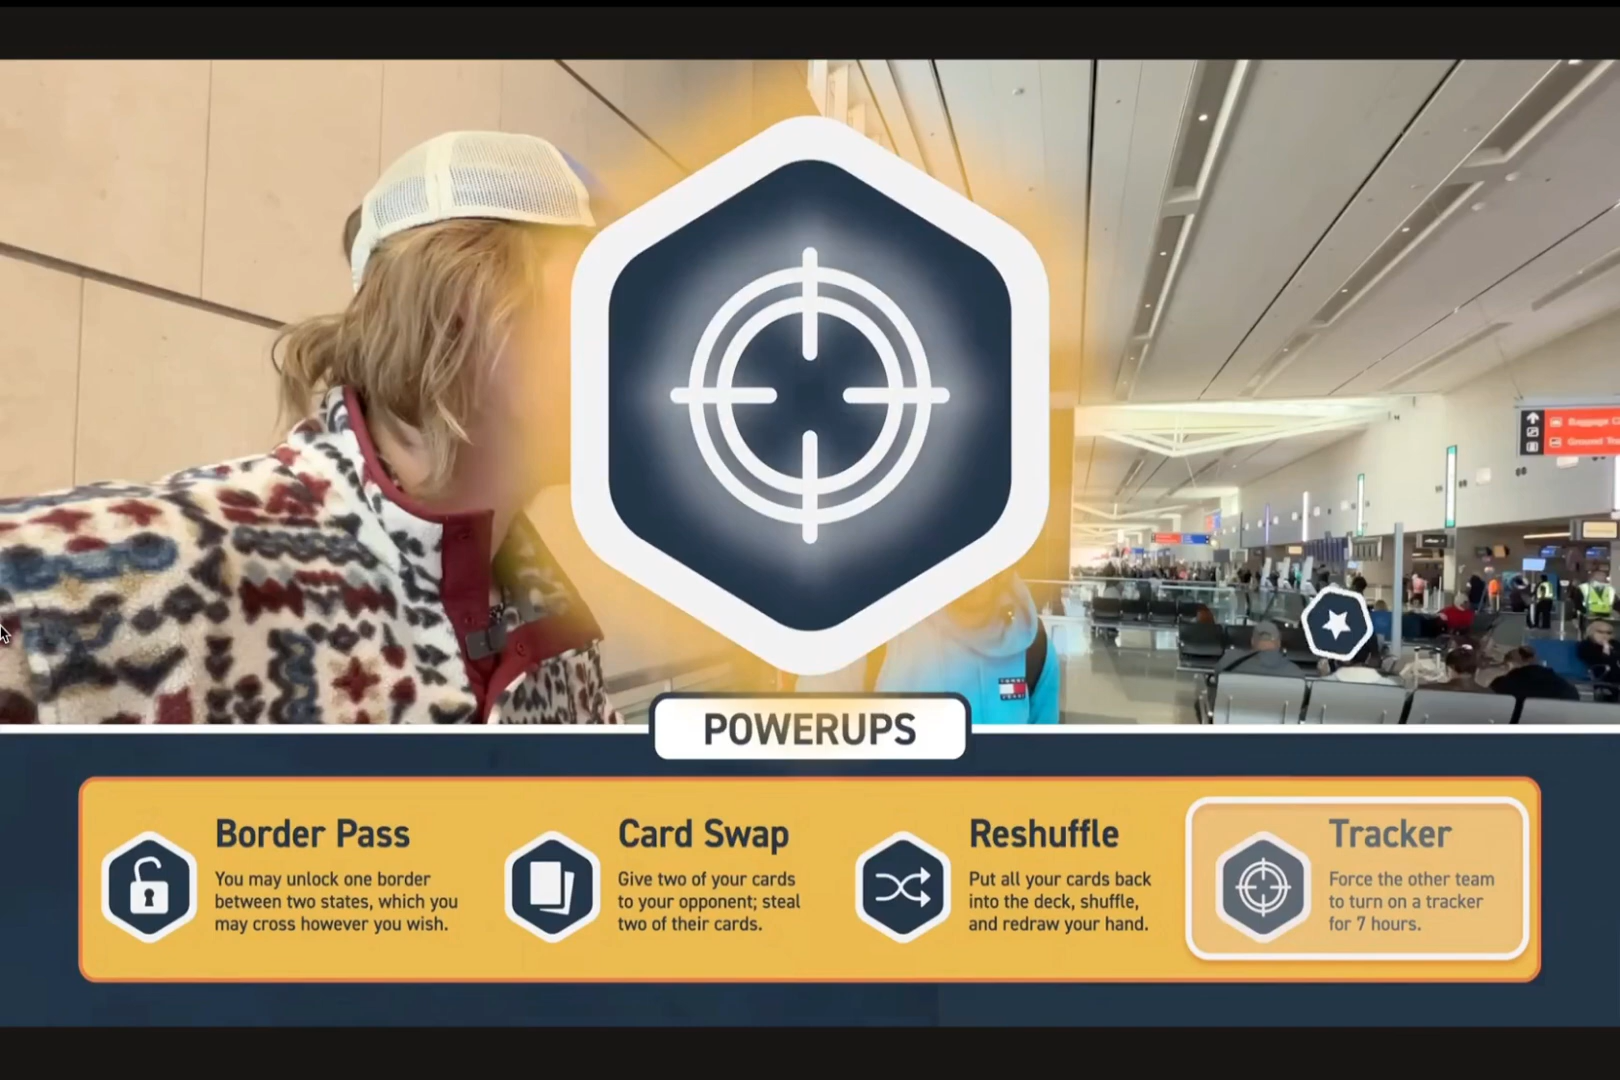 Baggage
Ground
TOMMY
POWERUPS
Border Pass
You may unlock one border
between two states, which you
may cross however you wish.
Card Swap
Give two of your cards
to your opponent; steal
two of their cards.
Reshuffle
Put all your cards back
into the deck, shuffle,
and redraw your hand.
Tracker
Force the other team
to turn on a tracker
for 7 hours.